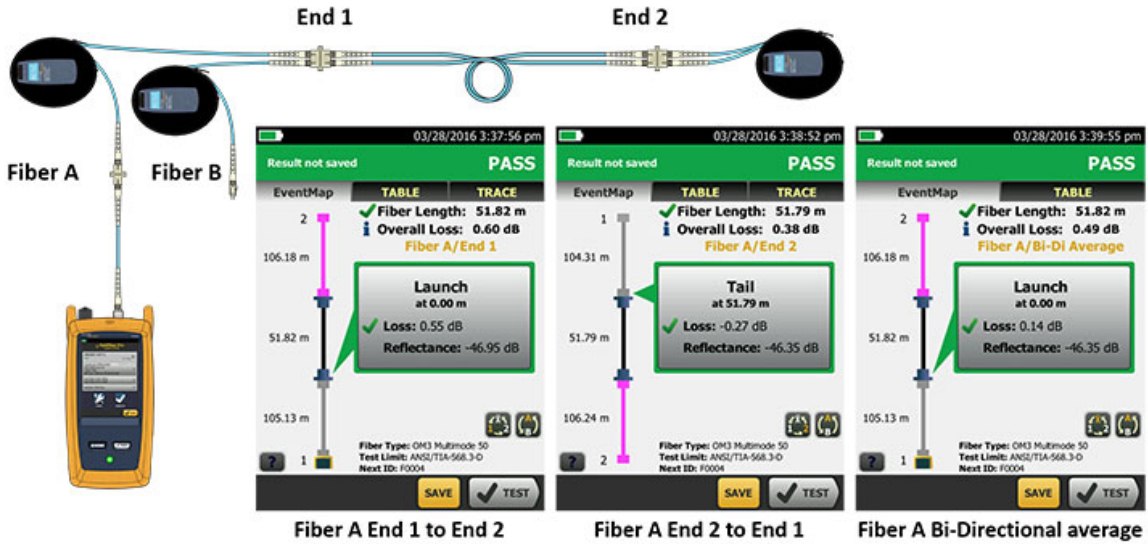 End 1
End 2
Fiber A
Fiber B
03/28/2016 3:37:56 pm
Result not saved
PASS
EventMap
TABLE
TRACE
2
Fiber Length: 51.82 m
i Overall Loss: 0.60 dB
Fiber A/End 1
106.18 m
Launch
at 0.00 m
51.82 m
Loss: 0.55 dB
Reflectance: -46.95 dB
105.13 m
1
Fiber Type: OM3 Multimode 50
Test Limit: ANSI/TIA-568.3-D
Next ID: F0004
?
SAVE
TEST
Fiber A End 1 to End 2
03/28/2016 3:38:52 pm
Result not saved
PASS
EventMap
TABLE
TRACE
1
Fiber Length: 51.79 m
i Overall Loss: 0.38 dB
Fiber A/End 2
104.31 m
Tail
at 51.79 m
51.79 m
Loss: -0.27 dB
Reflectance: -46.35 dB
106.24 m
2
Fiber Type: OM3 Multimode 50
Test Limit: ANSI/TIA-568.3-D
Next ID: F0004
?
SAVE
TEST
Fiber A End 2 to End 1
03/28/2016 3:39:55 pm
Result not saved
PASS
EventMap
TABLE
2
Fiber Length: 51.82 m
i Overall Loss: 0.49 dB
Fiber A/Bi-Di Average
106.18 m
Launch
at 0.00 m
51.82 m
Loss: 0.14 dB
Reflectance: -46.35 dB
105.13 m
1
Fiber Type: OM3 Multimode 50
Test Limit: ANSI/TIA-568.3-D
Next ID: F0004
?
SAVE
TEST
Fiber A Bi-Directional average